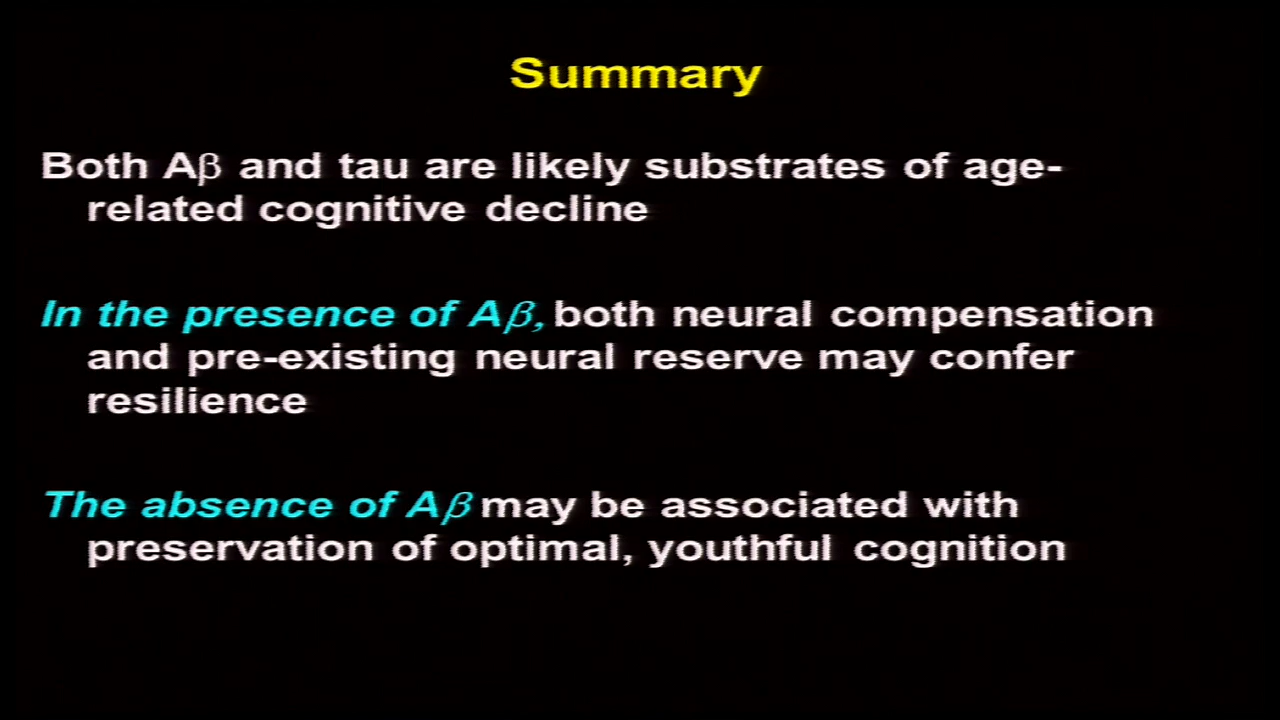 Summary
Both Aβ and tau are likely substrates of age-
related cognitive decline
In the presence of Aβ, both neural compensation
and pre-existing neural reserve may confer
resilience
The absence of Aβ may be associated with
preservation of optimal, youthful cognition